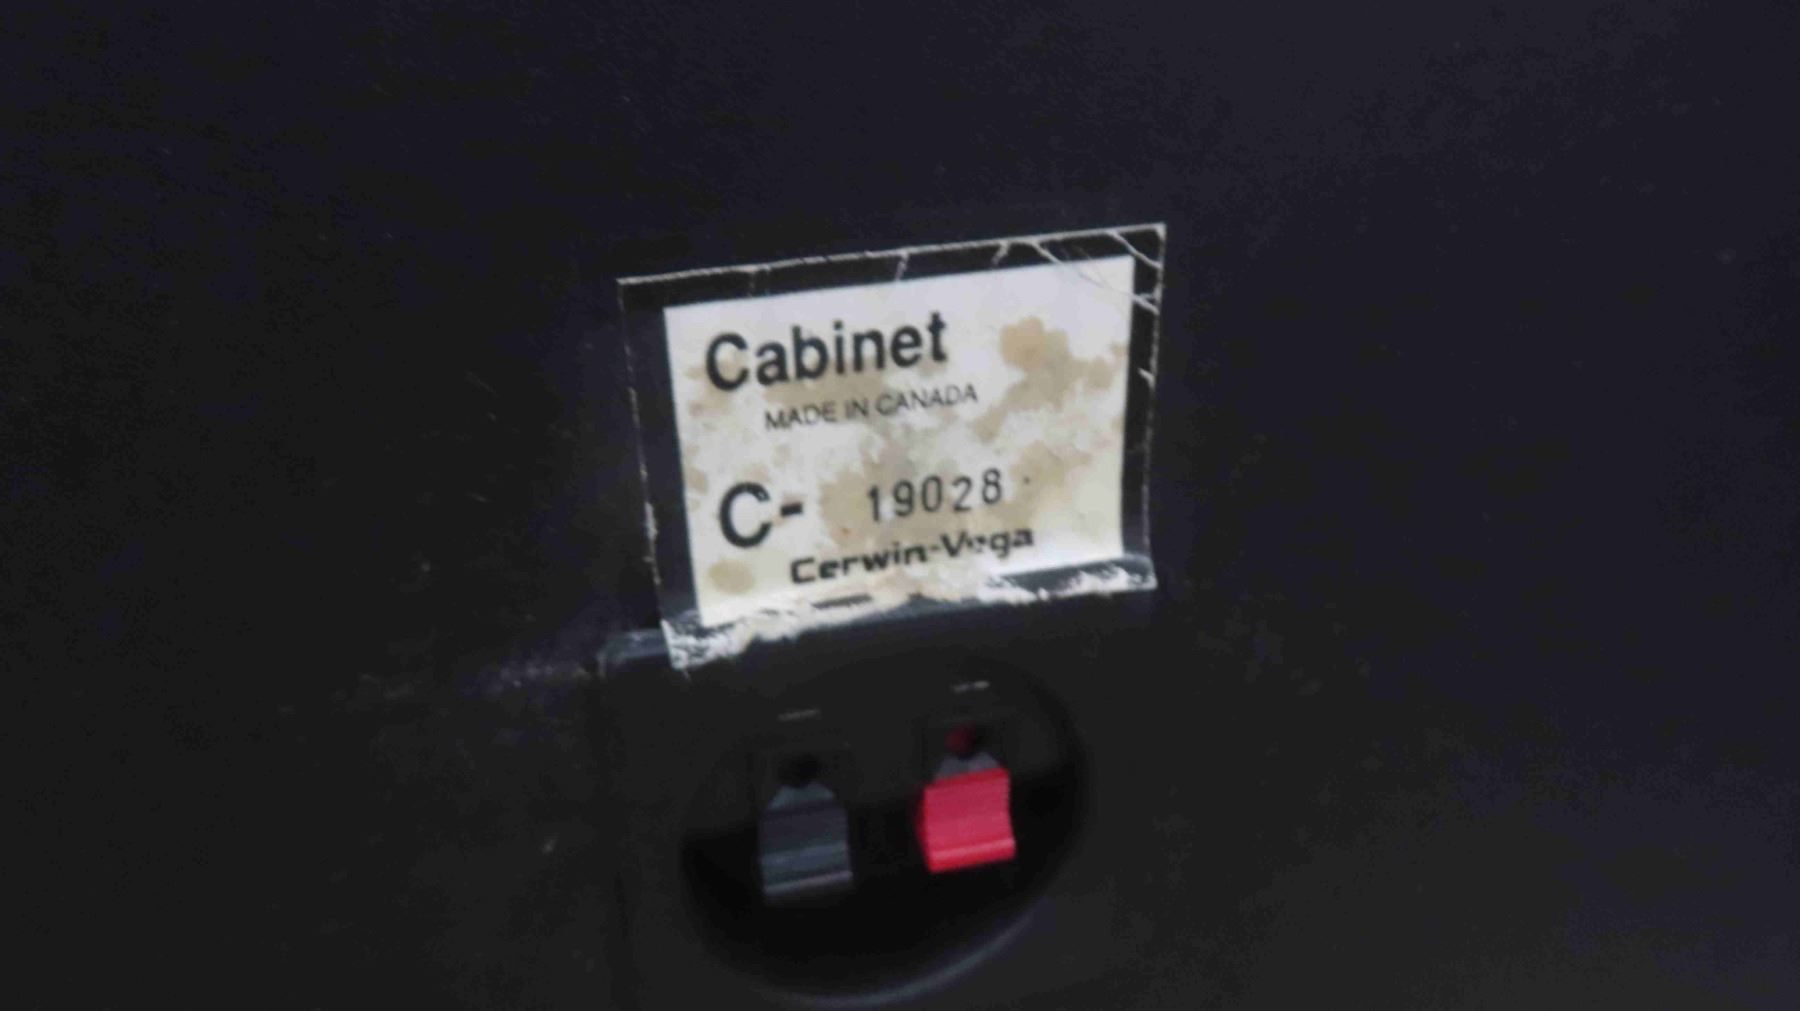 Cabinet
MADE IN CANADA
C- 19028
Cerwin-Vega